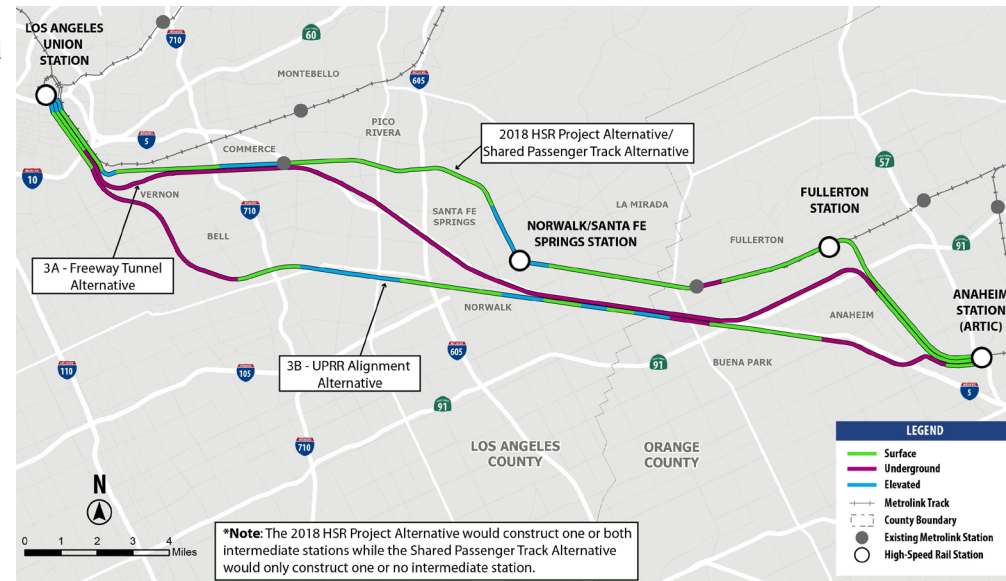 LOS ANGELES
UNION
STATION
710
60
MONTEBELLO
605
PICO
RIVERA
5
COMMERCE
2018 HSR Project Alternative/
Shared Passenger Track Alternative
57
10
VERNON
710
FULLERTON
STATION
SANTA FE
SPRINGS
LA MIRADA
NORWALK/SANTA FE
SPRINGS STATION
BELL
FULLERTON
91
3A - Freeway Tunnel
Alternative
NORWALK
ANAHEIM
ANAHEIM
STATION
(ARTIC)
605
3B - UPRR Alignment
Alternative
91
BUENA PARK
110
105
5
91
710
LOS ANGELES
COUNTY
ORANGE
COUNTY
LEGEND
Surface
Underground
Elevated
Metrolink Track
County Boundary
Existing Metrolink Station
High-Speed Rail Station
N
0 1 2 3 4
Miles
*Note: The 2018 HSR Project Alternative would construct one or both
intermediate stations while the Shared Passenger Track Alternative
would only construct one or no intermediate station.